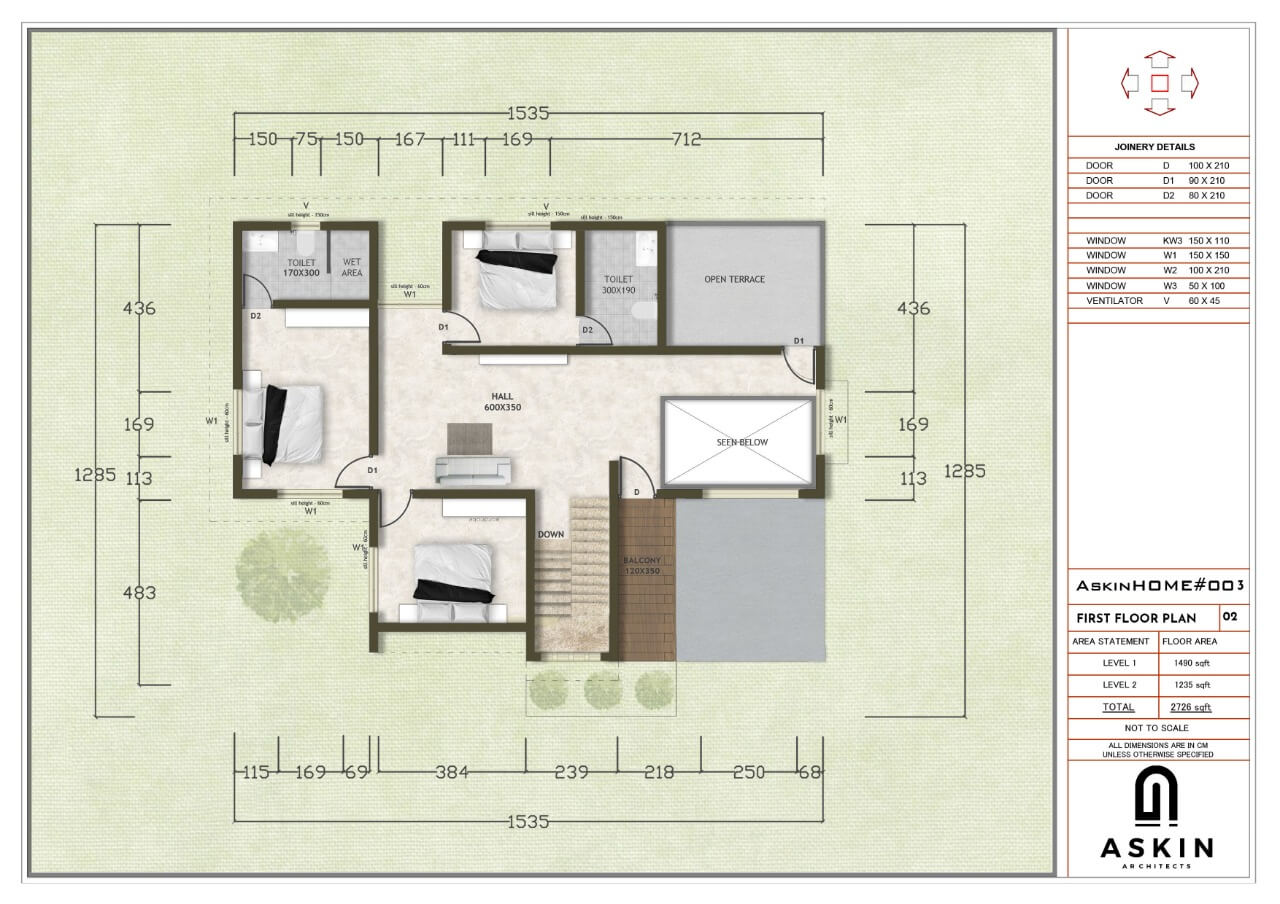 1535
150 75 150 167 111 169 712
V
sill height - 150cm
V
sill height - 150cm
sill height - 150cm
TOILET
170X300
WET
AREA
sill height - 60cm
W1
TOILET
300X190
OPEN TERRACE
D2
D1
D2
D1
436
169
113
1285
483
436
169
113
1285
HALL
600X350
W1
sill height - 60cm
sill height - 60cm
W1
SEEN BELOW
D1
D
sill height - 60cm
W1
W1
sill height - 60cm
DOWN
BALCONY
120X350
115 169 69 384 239 218 250 68
1535
JOINERY DETAILS
DOOR D 100 X 210
DOOR D1 90 X 210
DOOR D2 80 X 210
WINDOW KW3 150 X 110
WINDOW W1 150 X 150
WINDOW W2 100 X 210
WINDOW W3 50 X 100
VENTILATOR V 60 X 45
ASKINHOME#003
FIRST FLOOR PLAN 02
AREA STATEMENT FLOOR AREA
LEVEL 1 1490 sqft
LEVEL 2 1235 sqft
TOTAL 2726 sqft
NOT TO SCALE
ALL DIMENSIONS ARE IN CM
UNLESS OTHERWISE SPECIFIED
ASKIN
ARCHITECTS